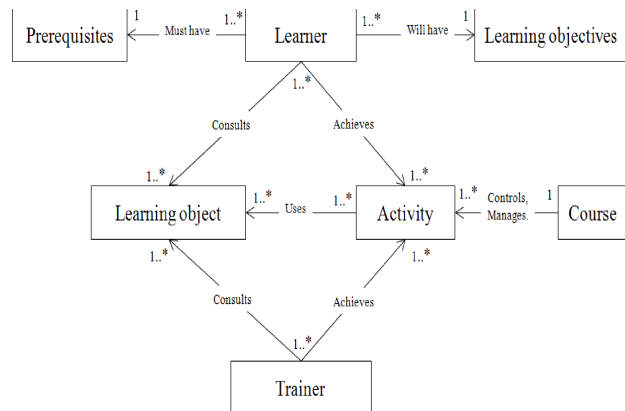 1
1..*
1..*
1
Prerequisites
Must have
Learner
Will have
Learning objectives
1..*
Consults
Achieves
1..*
1..*
1..*
1..*
1..*
1
Learning object
Uses
Activity
Controls,
Manages.
Course
1..*
1..*
Consults
Achieves
1..*
Trainer